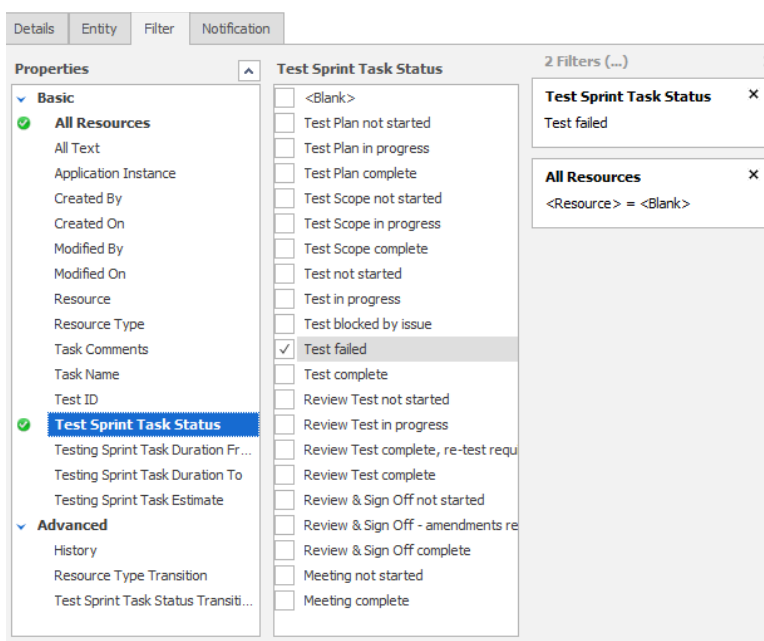 Details
Entity
Filter
Notification
Properties
Basic
All Resources
All Text
Application Instance
Created By
Created On
Modified By
Modified On
Resource
Resource Type
Task Comments
Task Name
Test ID
Test Sprint Task Status
Testing Sprint Task Duration Fr...
Testing Sprint Task Duration To
Testing Sprint Task Estimate
Advanced
History
Resource Type Transition
Test Sprint Task Status Transiti...
Test Sprint Task Status
<Blank>
Test Plan not started
Test Plan in progress
Test Plan complete
Test Scope not started
Test Scope in progress
Test Scope complete
Test not started
Test in progress
Test blocked by issue
Test failed
Test complete
Review Test not started
Review Test in progress
Review Test complete, re-test requ
Review Test complete
Review & Sign Off not started
Review & Sign Off - amendments re
Review & Sign Off complete
Meeting not started
Meeting complete
2 Filters (...)
Test Sprint Task Status
Test failed
All Resources
<Resource> = <Blank>